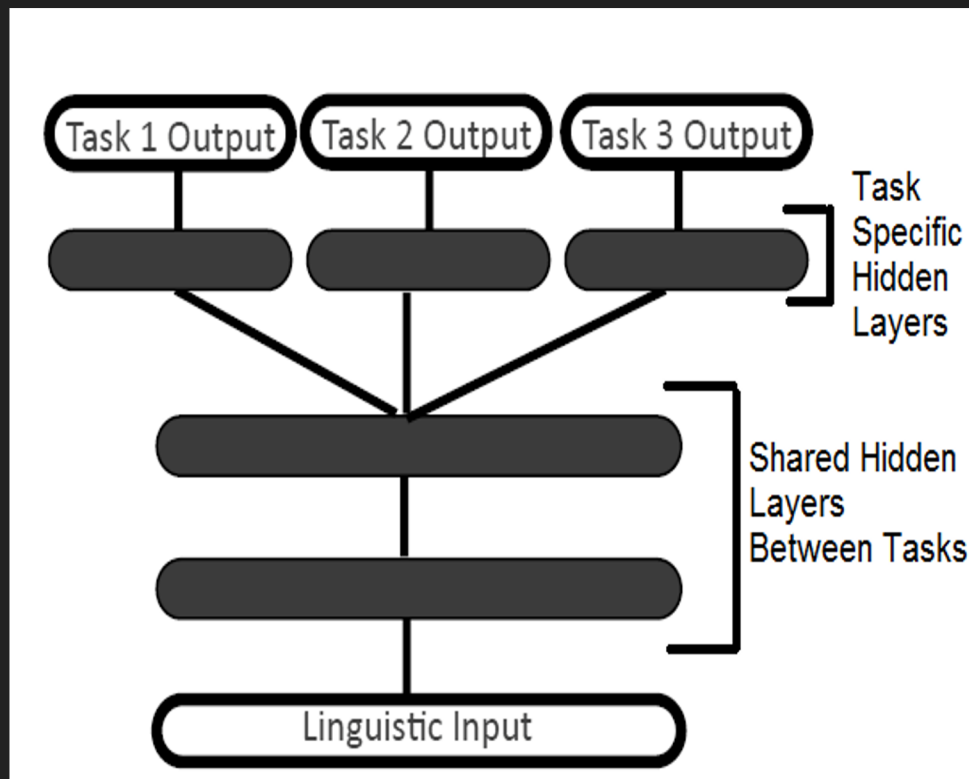 Task 1 Output
Task 2 Output
Task 3 Output
Task
Specific
Hidden
Layers
Shared Hidden
Layers
Between Tasks
Linguistic Input